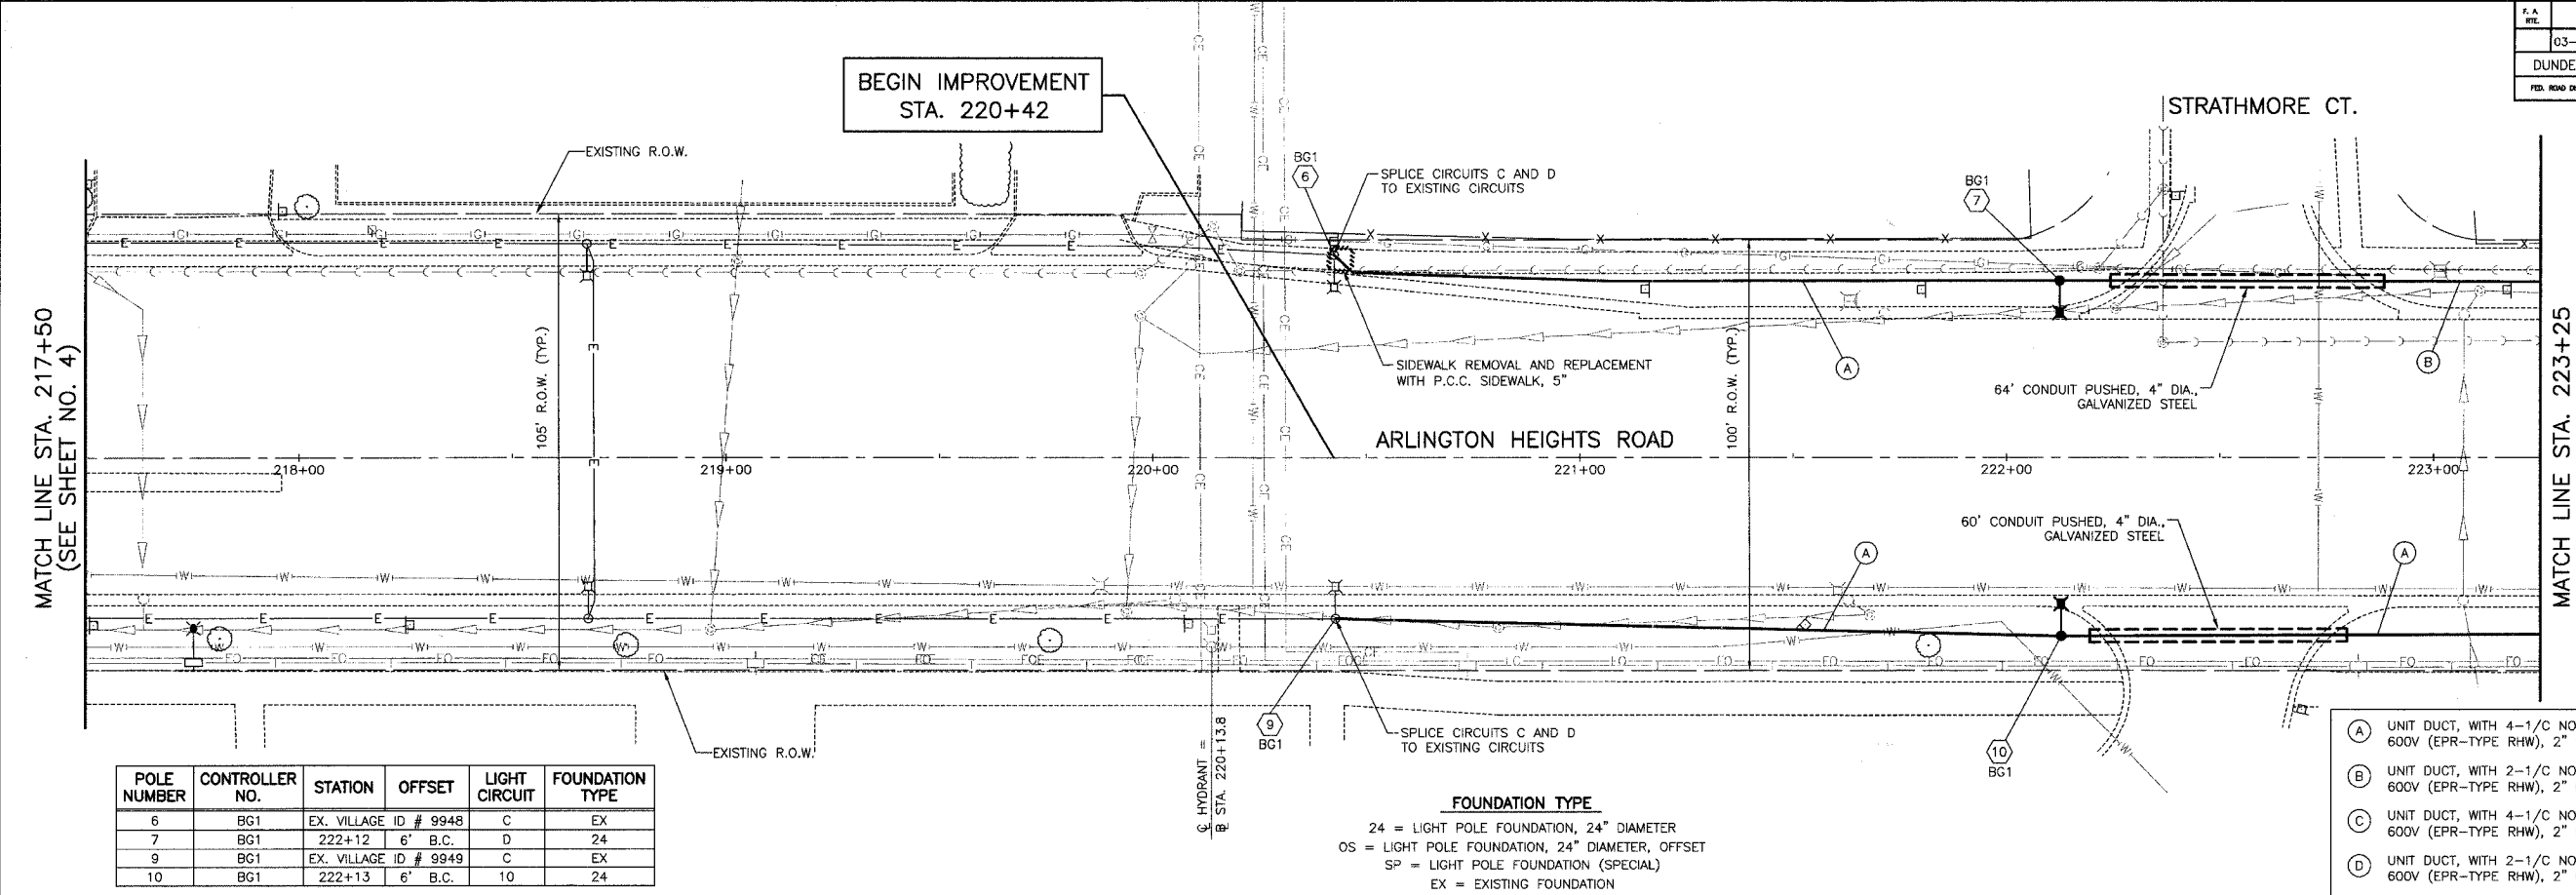 F. A.
RTE.
03-
DUNDE
FED. ROAD DI
BEGIN IMPROVEMENT
STA. 220+42
STRATHMORE CT.
EXISTING R.O.W.
BG1
6
SPLICE CIRCUITS C AND D
TO EXISTING CIRCUITS
BG1
7
MATCH LINE STA. 217+50
(SEE SHEET NO. 4)
105' R.O.W. (TYP.)
SIDEWALK REMOVAL AND REPLACEMENT
WITH P.C.C. SIDEWALK, 5"
100' R.O.W. (TYP.)
A
B
64' CONDUIT PUSHED, 4" DIA.,
GALVANIZED STEEL
MATCH LINE STA. 223+25
ARLINGTON HEIGHTS ROAD
218+00
219+00
220+00
221+00
222+00
223+00
60' CONDUIT PUSHED, 4" DIA.,
GALVANIZED STEEL
A
A
EXISTING R.O.W.
℄ HYDRANT =
STA. 220+13.8
9
BG1
SPLICE CIRCUITS C AND D
TO EXISTING CIRCUITS
10
BG1
POLE NUMBER CONTROLLER NO. STATION OFFSET LIGHT CIRCUIT FOUNDATION TYPE
6 BG1 EX. VILLAGE ID # 9948 C EX
7 BG1 222+12 6' B.C. D 24
9 BG1 EX. VILLAGE ID # 9949 C EX
10 BG1 222+13 6' B.C. 10 24
FOUNDATION TYPE
24 = LIGHT POLE FOUNDATION, 24" DIAMETER
OS = LIGHT POLE FOUNDATION, 24" DIAMETER, OFFSET
SP = LIGHT POLE FOUNDATION (SPECIAL)
EX = EXISTING FOUNDATION
A UNIT DUCT, WITH 4-1/C NO
600V (EPR-TYPE RHW), 2"
B UNIT DUCT, WITH 2-1/C NO
600V (EPR-TYPE RHW), 2"
C UNIT DUCT, WITH 4-1/C NO
600V (EPR-TYPE RHW), 2"
D UNIT DUCT, WITH 2-1/C NO
600V (EPR-TYPE RHW), 2"